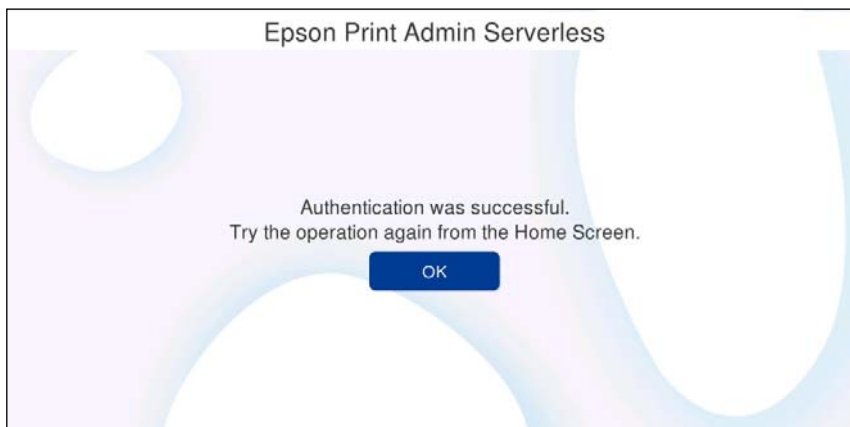 Epson Print Admin Serverless
Authentication was successful.
Try the operation again from the Home Screen.
OK